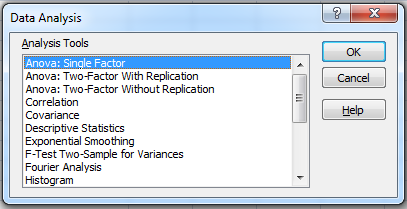 Data Analysis
?
Analysis Tools
Anova: Single Factor
Anova: Two-Factor With Replication
Anova: Two-Factor Without Replication
Correlation
Covariance
Descriptive Statistics
Exponential Smoothing
F-Test Two-Sample for Variances
Fourier Analysis
Histogram
OK
Cancel
Help